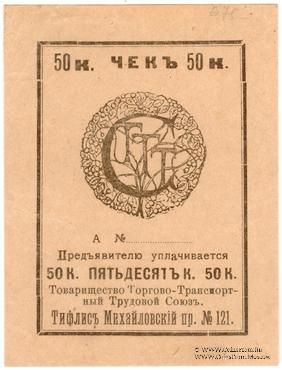 50 к. ЧЕКЪ 50 к.
СТТТ
А №
Предъявителю уплачивается
50 К. ПЯТЬДЕСЯТЪ К. 50 К.
Товарищество Торгово-Транспорт-
ный Трудовой Союзъ.
Тифлисъ Михайловскій пр. № 121.